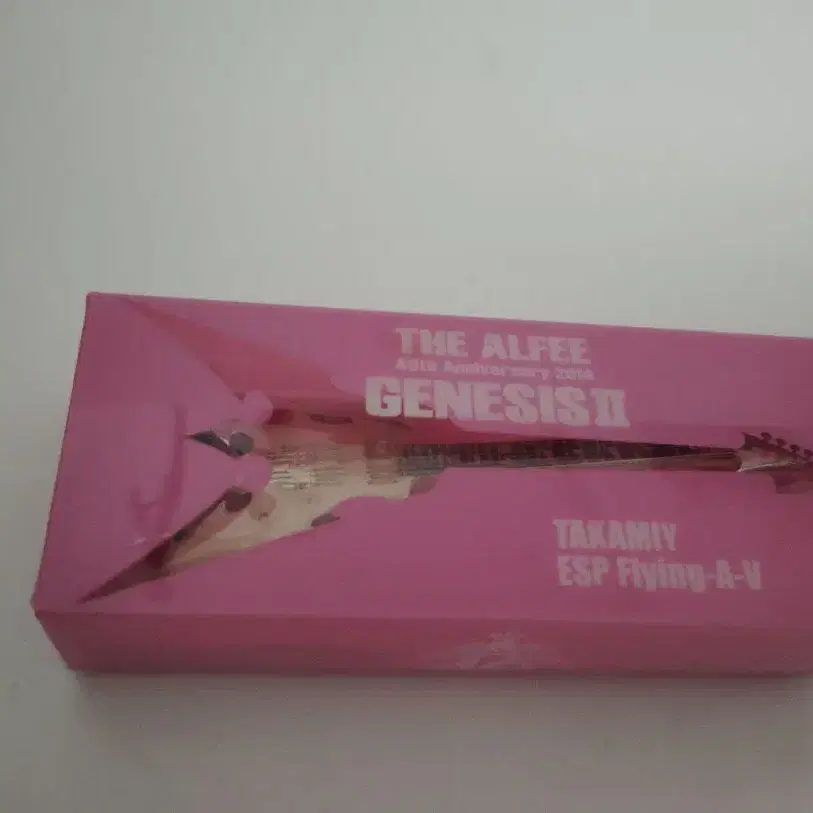 THE ALFEE
40th Anniversary 2014
GENESIS II
TAKAMIY
ESP Flying-A-V